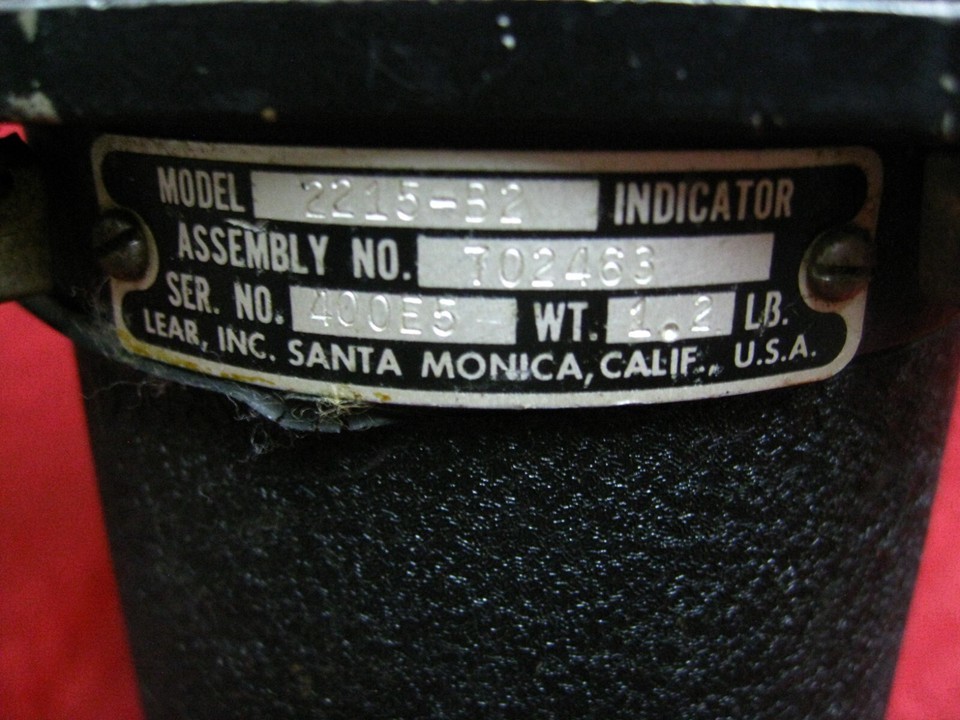 MODEL 2215-B2 INDICATOR
ASSEMBLY NO. 702463
SER. NO. 400E5 WT. 1.2 LB.
LEAR, INC. SANTA MONICA, CALIF., U.S.A.